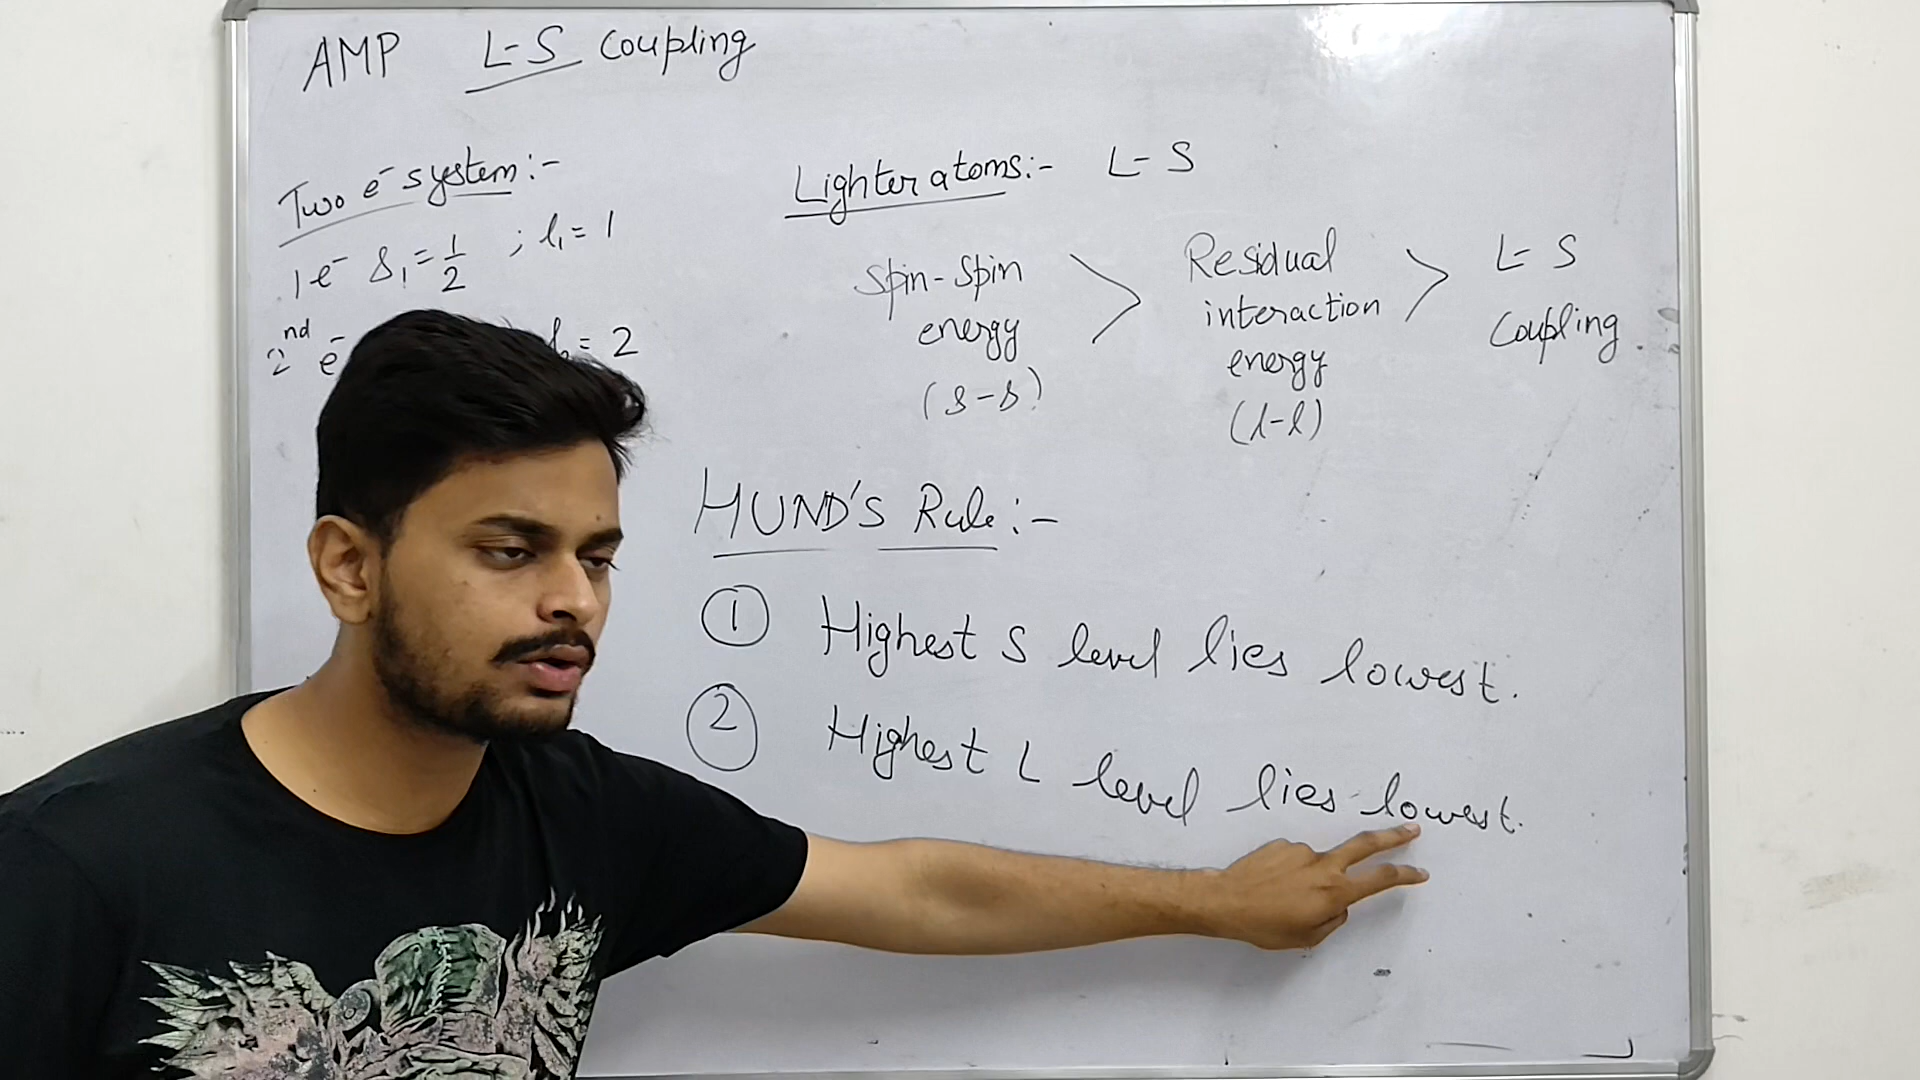 AMP L-S Coupling
Two e⁻ system:-
1 e⁻ s₁ = 1/2 ; l₁ = 1
2nd e⁻ = 2
Lighter atoms:- L-S
Spin-Spin energy (s-s) > Residual interaction energy (l-l) > L-S Coupling
HUND'S Rule:-
① Highest S level lies lowest.
② Highest L level lies lowest.